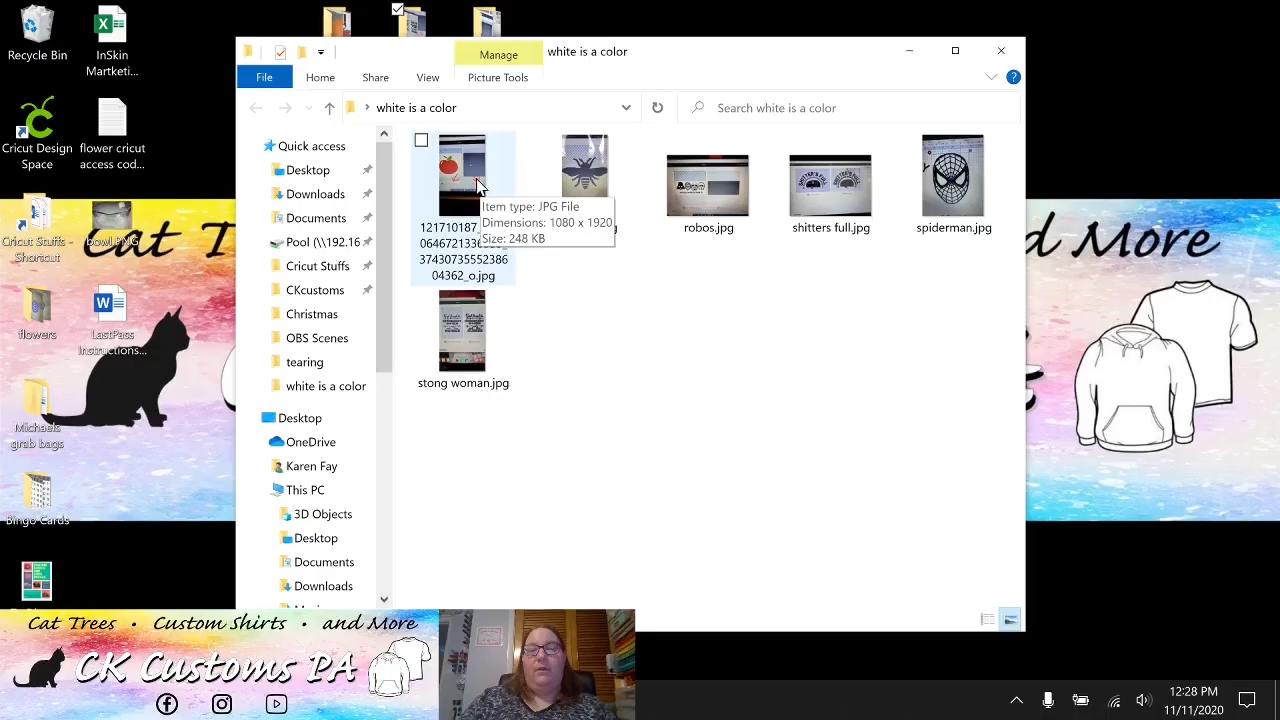 Recycle Bin
InSkin
Martketi...
Cricut Design
Space
flower cricut
access cod...
Cricut Stuffs -
Shortcut
bowl.PNG
flowers
LastPass
Instructions...
Michaels
grab bags
Bingo Cards
Manage
white is a color
File
Home
Share
View
Picture Tools
white is a color
Search white is a color
Quick access
Desktop
Downloads
Documents
Pool (\\192.16
Cricut Stuffs
CKcustoms
Christmas
OBS Scenes
tearing
white is a color
Desktop
OneDrive
Karen Fay
This PC
3D Objects
Desktop
Documents
Downloads
121710187_
37430735552386
04362_o.jpg
Item type: JPG File
Dimensions: 1080 x 1920
Size: 248 KB
robos.jpg
shitters full.jpg
spiderman.jpg
stong woman.jpg
Cat
d More
Cat Trees • Custom Shirts • and More
CK Customs PA
12:28 PM
11/11/2020